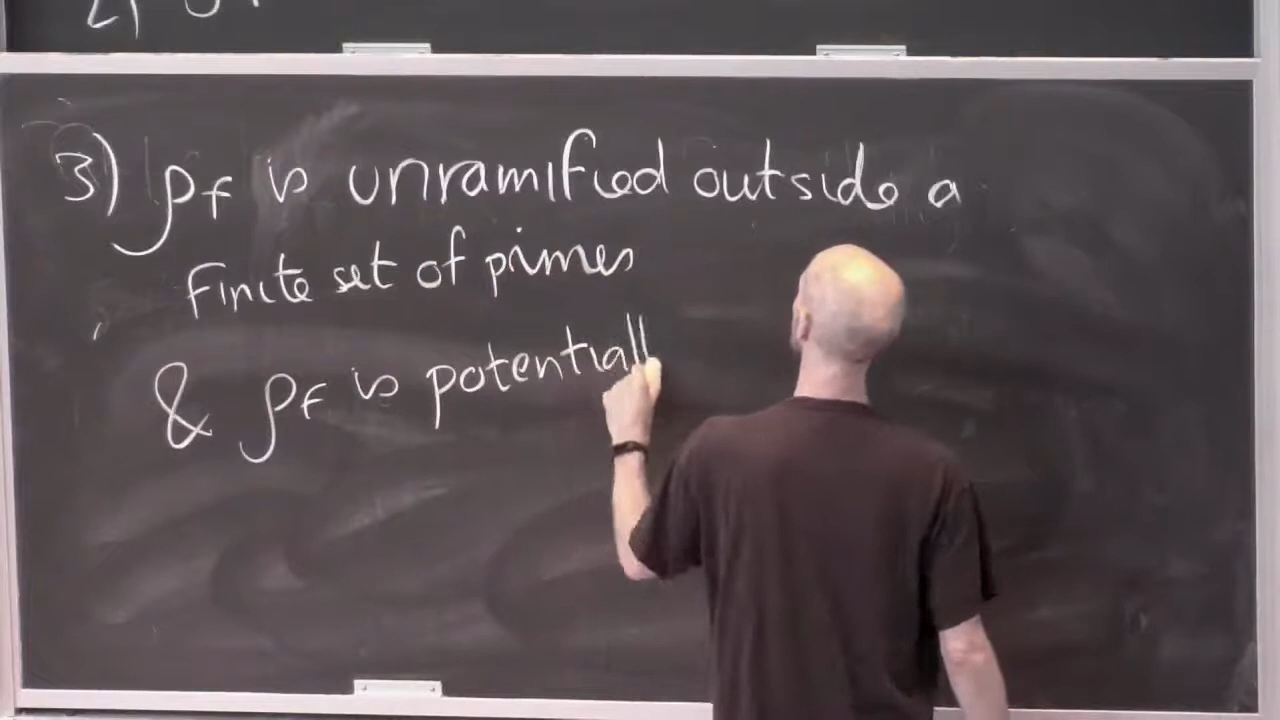 3) ρf is unramified outside a
finite set of primes
& ρf is potentiall